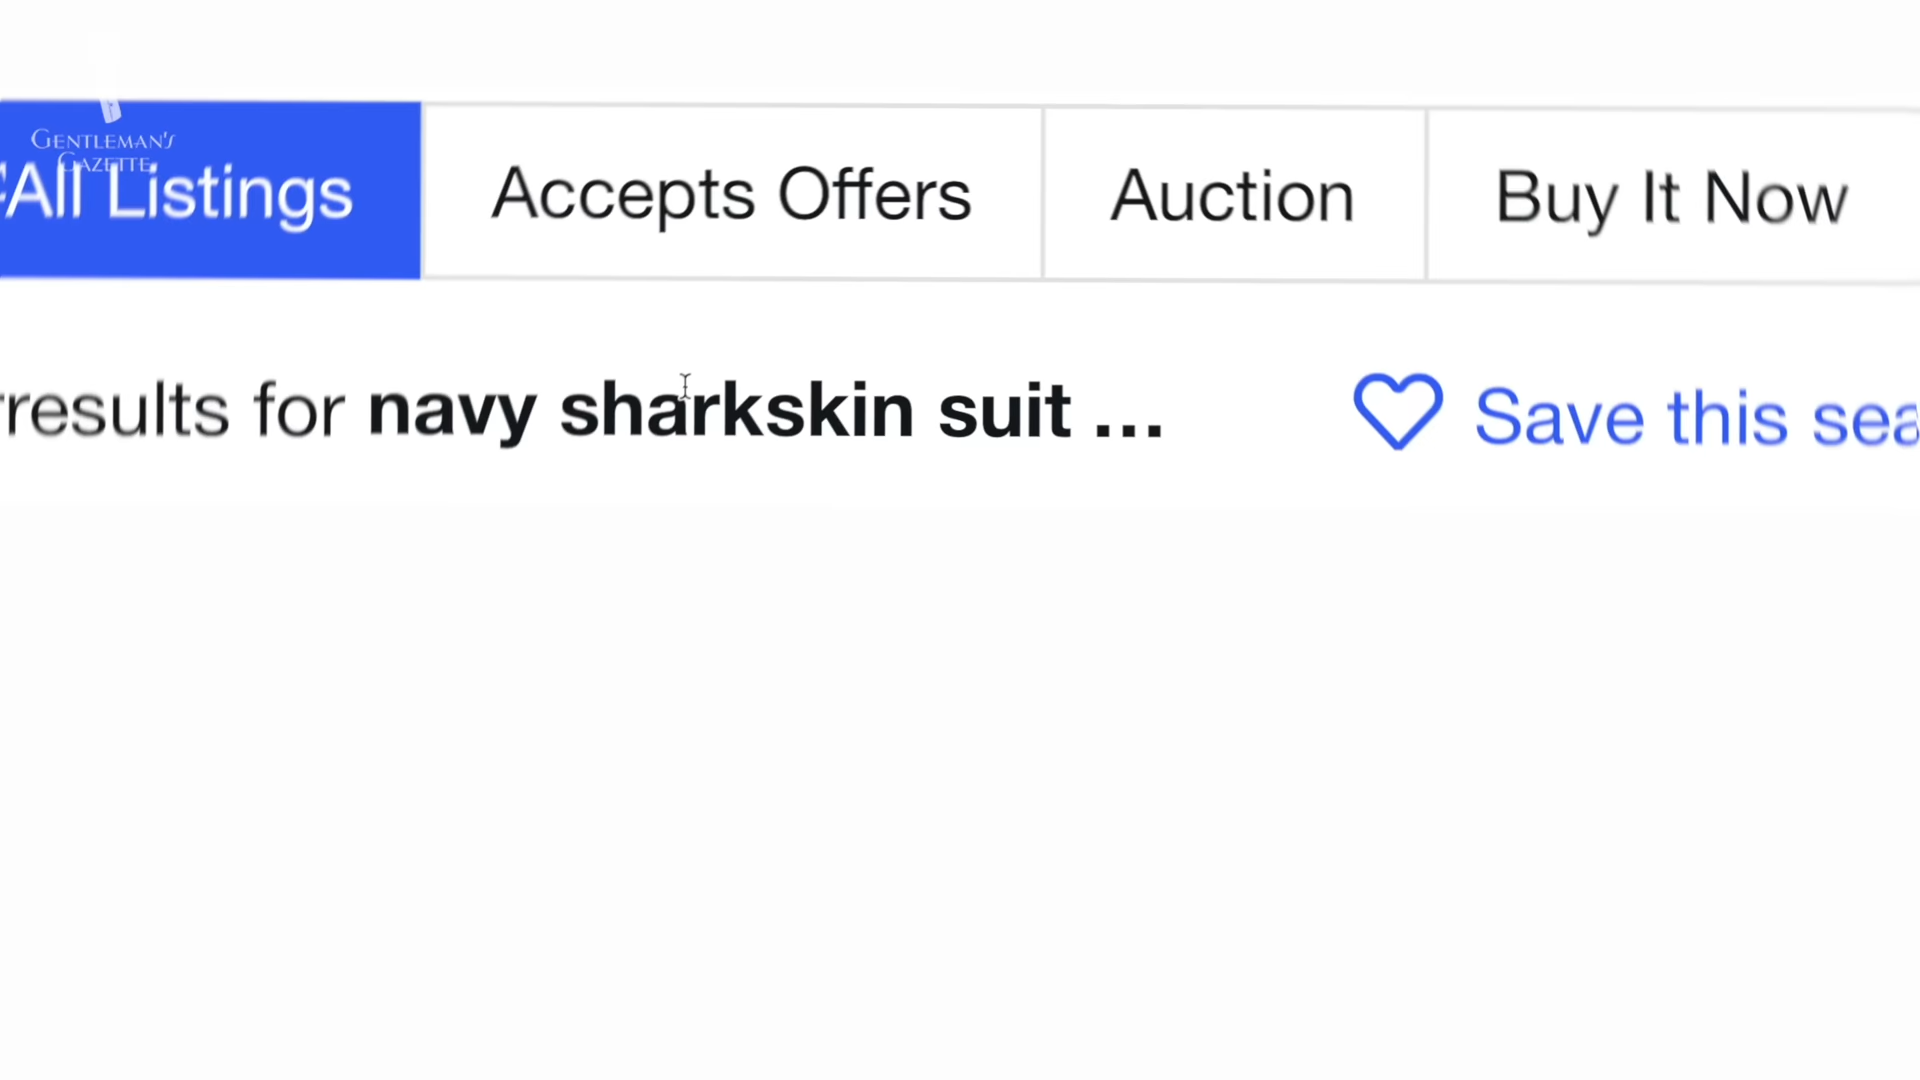 GENTLEMAN'S
GAZETTE
All Listings
Accepts Offers
Auction
Buy It Now
results for navy sharkskin suit ...
Save this sea